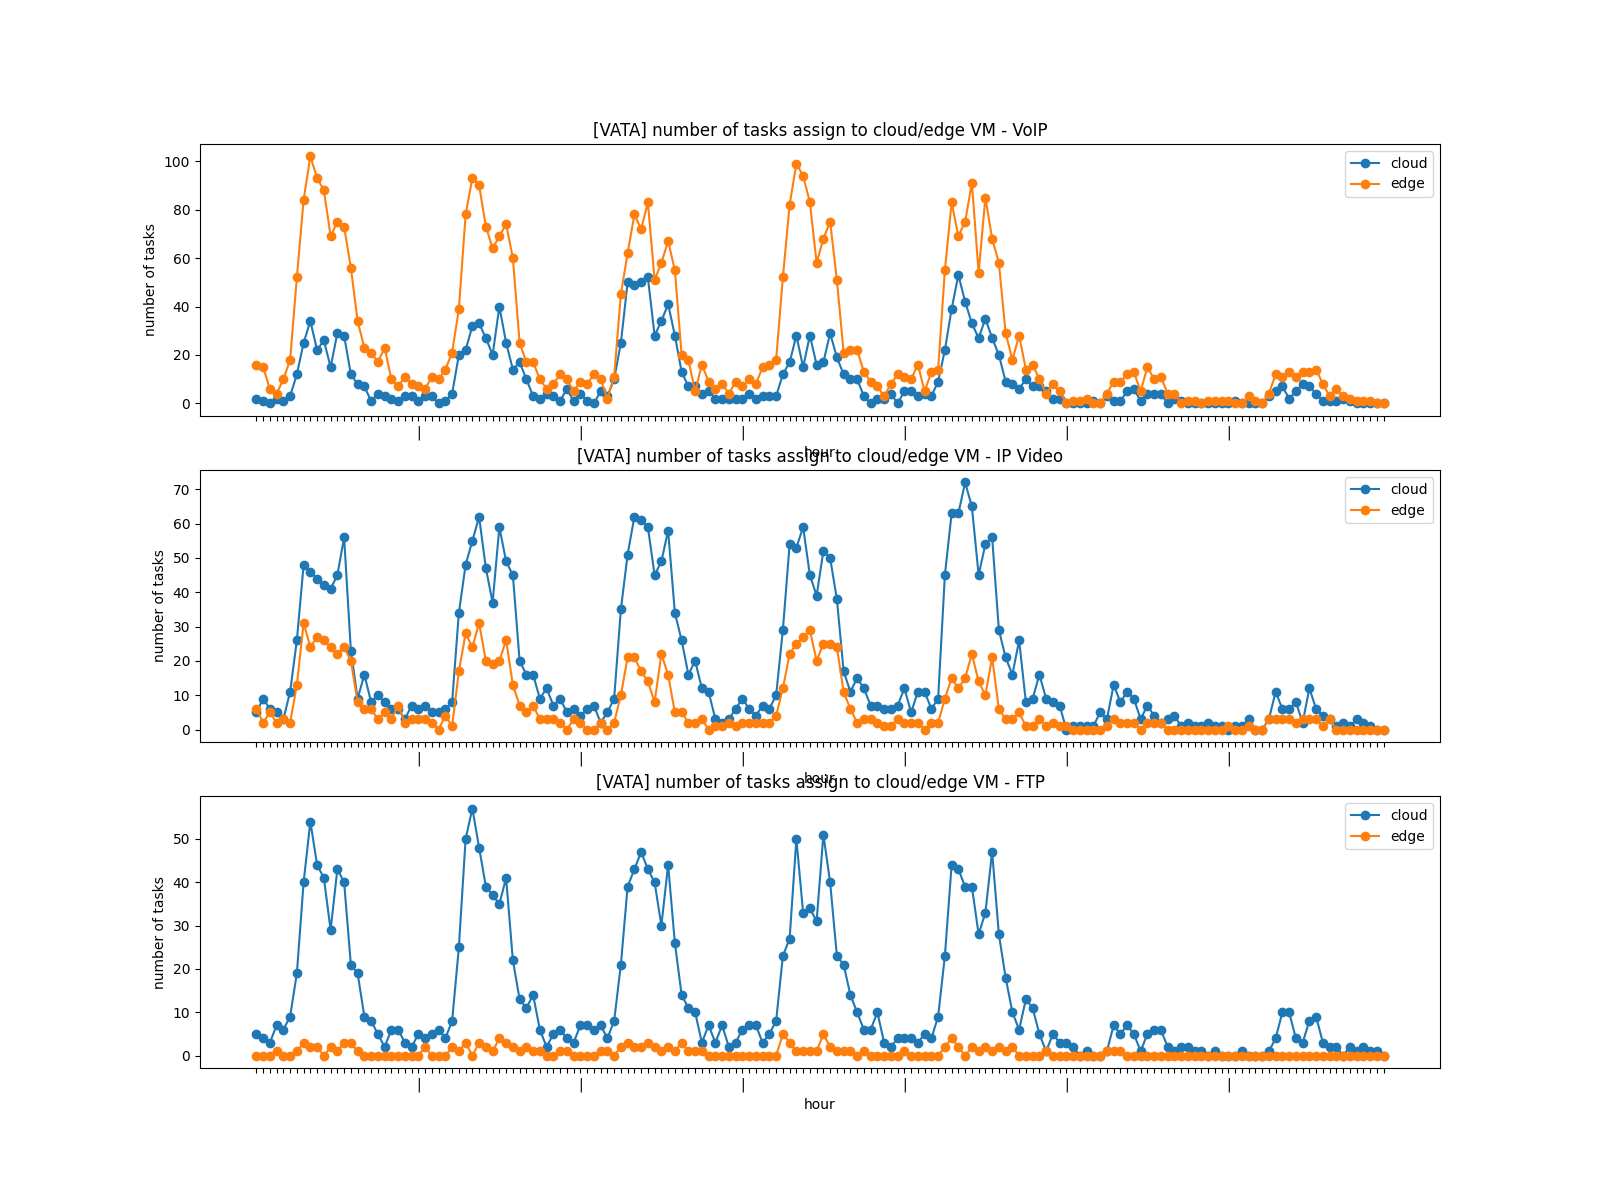 [VATA] number of tasks assign to cloud/edge VM - VoIP
100
80
60
40
20
0
number of tasks
cloud
edge
hour
[VATA] number of tasks assign to cloud/edge VM - IP Video
70
60
50
40
30
20
10
0
number of tasks
cloud
edge
hour
[VATA] number of tasks assign to cloud/edge VM - FTP
50
40
30
20
10
0
number of tasks
cloud
edge
hour